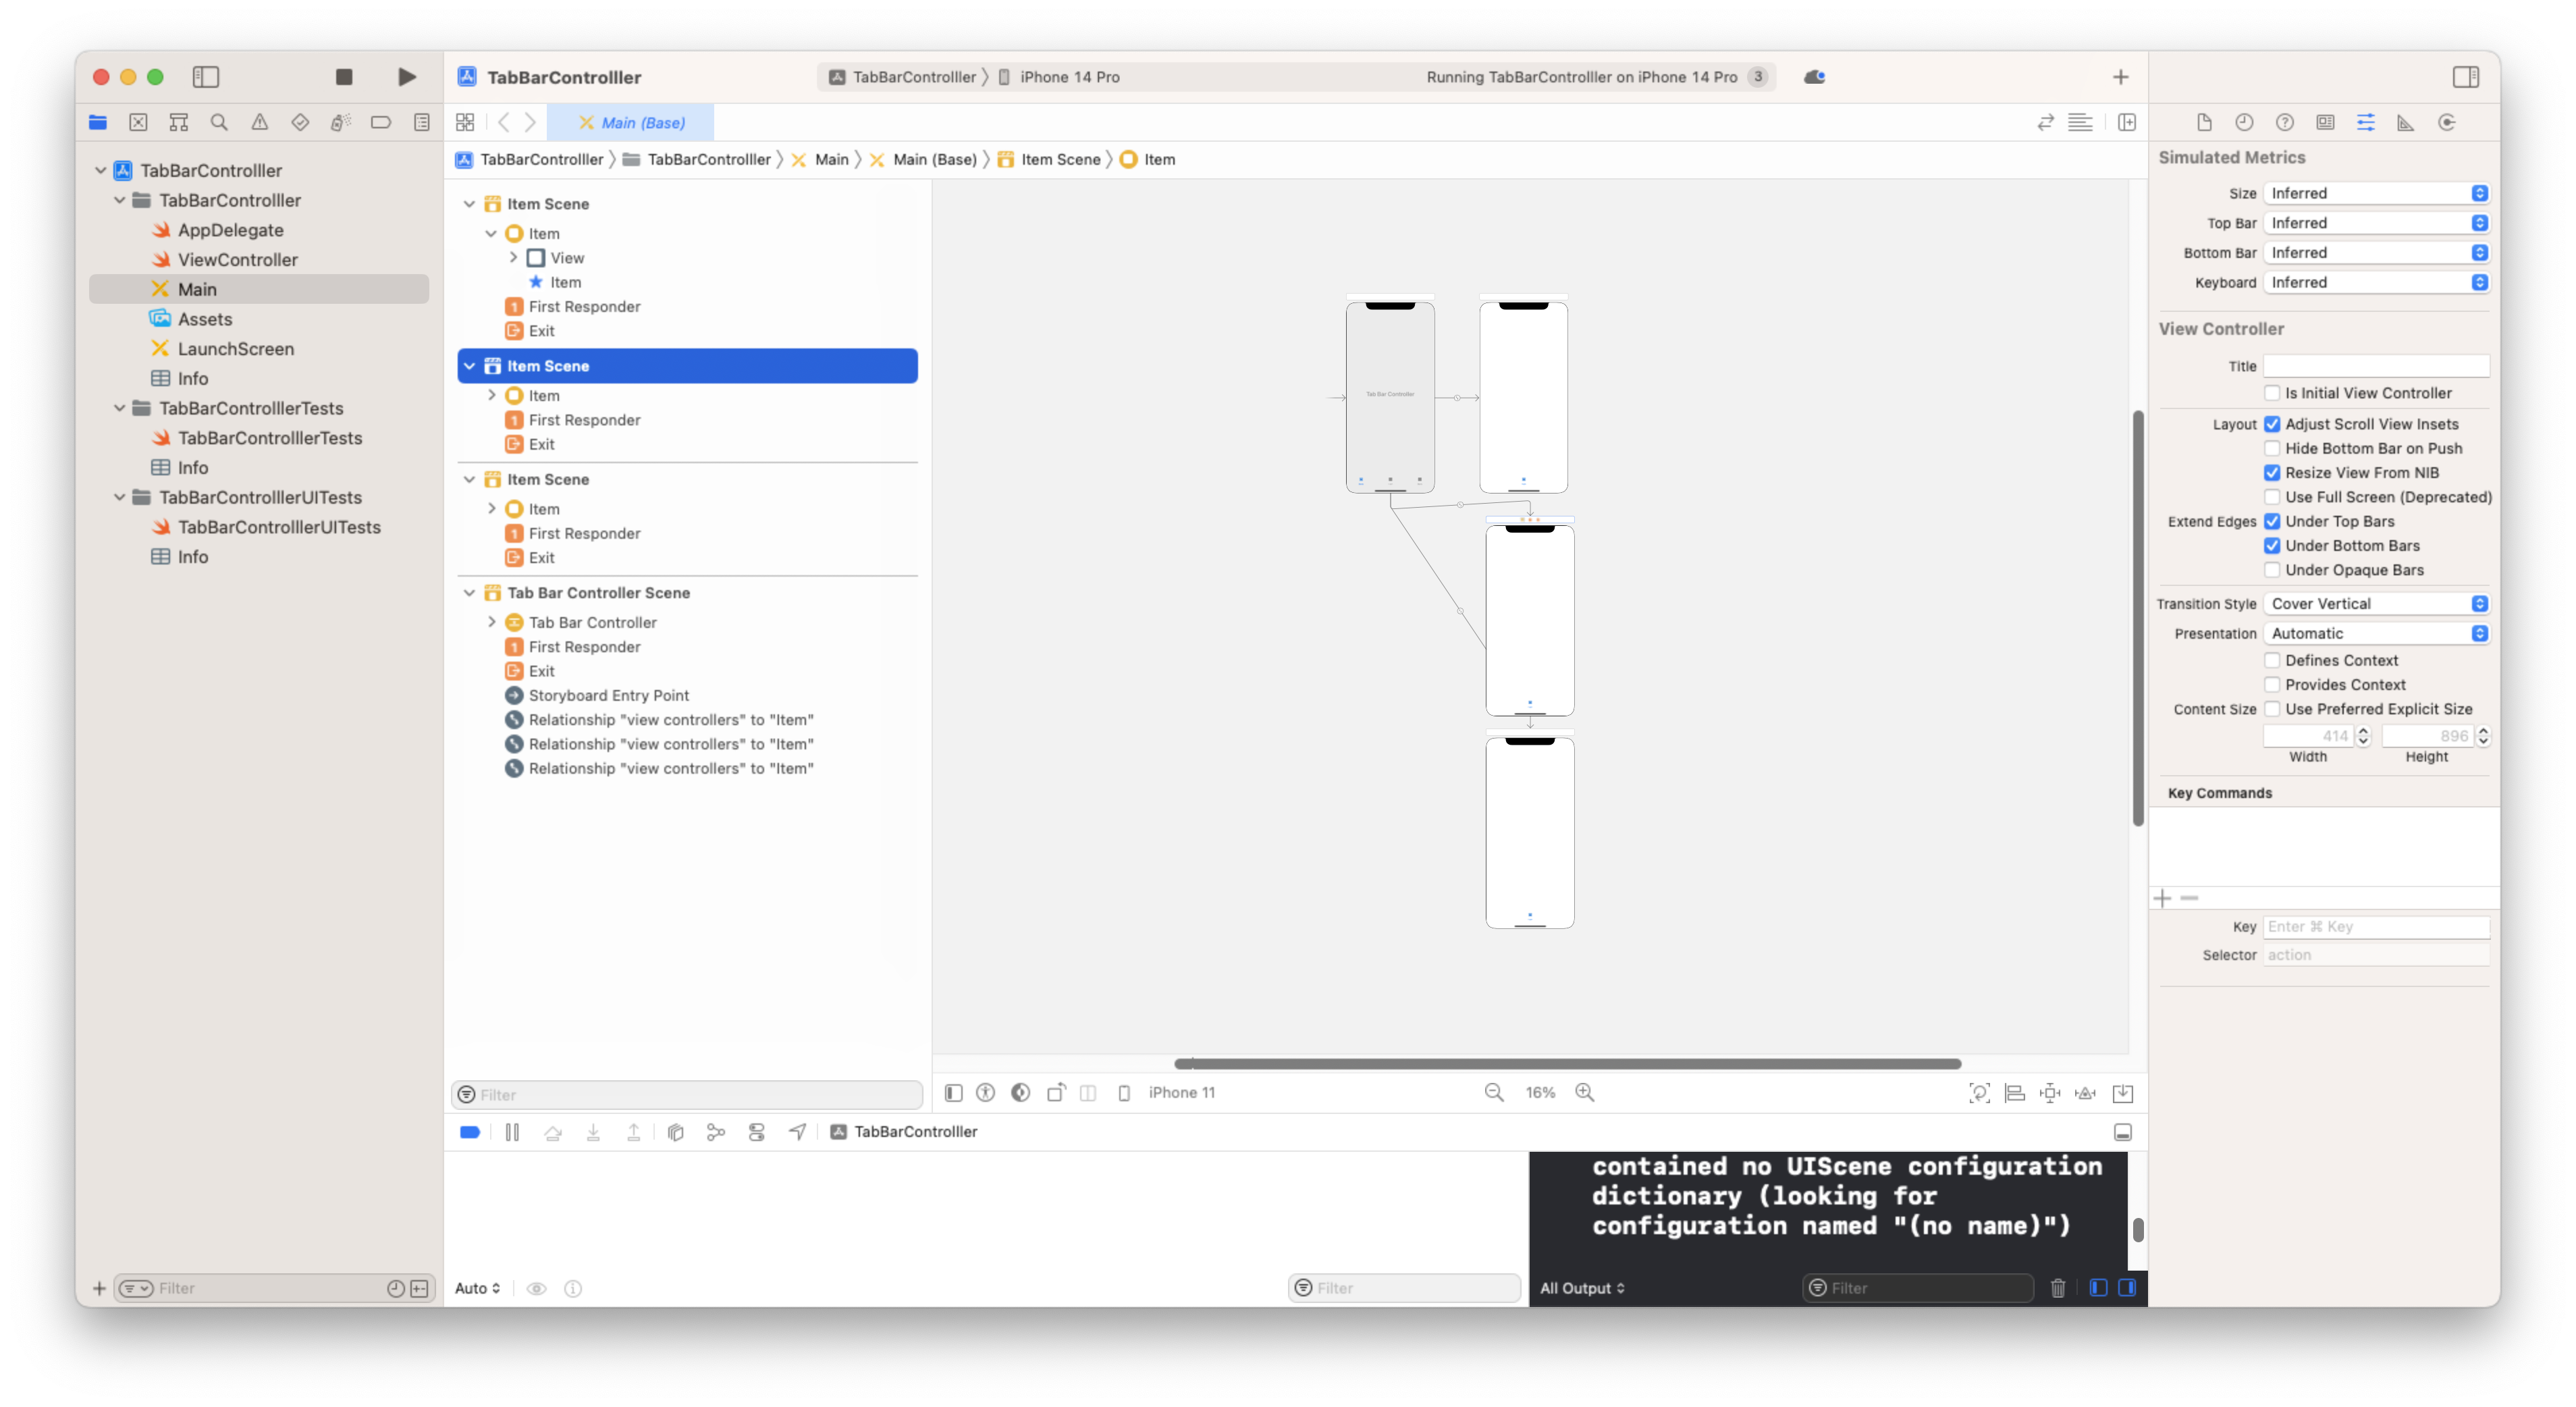 TabBarControlller
TabBarControlller
iPhone 14 Pro
Running TabBarControlller on iPhone 14 Pro
3
Main (Base)
TabBarControlller
TabBarControlller
Main
Main (Base)
Item Scene
Item
TabBarControlller
TabBarControlller
AppDelegate
ViewController
Main
Assets
LaunchScreen
Info
TabBarControlllerTests
TabBarControlllerTests
Info
TabBarControlllerUITests
TabBarControlllerUITests
Info
Filter
Item Scene
Item
View
Item
First Responder
Exit
Item Scene
Item
First Responder
Exit
Item Scene
Item
First Responder
Exit
Tab Bar Controller Scene
Tab Bar Controller
First Responder
Exit
Storyboard Entry Point
Relationship "view controllers" to "Item"
Relationship "view controllers" to "Item"
Relationship "view controllers" to "Item"
Filter
Tab Bar Controller
iPhone 11
16%
TabBarControlller
Auto
Filter
contained no UIScene configuration
dictionary (looking for
configuration named "(no name)")
All Output
Filter
Simulated Metrics
Size Inferred
Top Bar Inferred
Bottom Bar Inferred
Keyboard Inferred
View Controller
Title
Is Initial View Controller
Layout Adjust Scroll View Insets
Hide Bottom Bar on Push
Resize View From NIB
Use Full Screen (Deprecated)
Extend Edges Under Top Bars
Under Bottom Bars
Under Opaque Bars
Transition Style Cover Vertical
Presentation Automatic
Defines Context
Provides Context
Content Size Use Preferred Explicit Size
414 896
Width Height
Key Commands
Key Enter ⌘ Key
Selector action